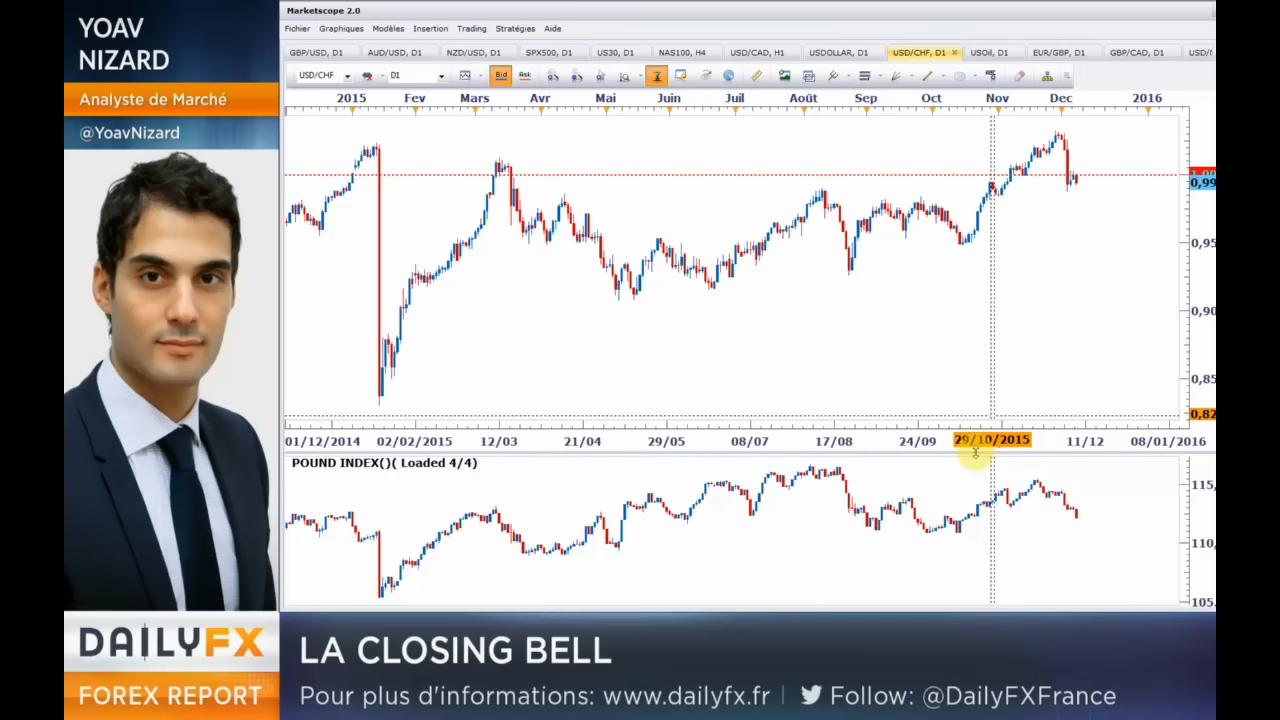 YOAV
NIZARD
Analyste de Marché
@YoavNizard
Marketscope 2.0
Fichier Graphiques Modèles Insertion Trading Stratégies Aide
GBP/USD, D1 AUD/USD, D1 NZD/USD, D1 SPX500, D1 US30, D1 NAS100, H4 USD/CAD, H1 USDOLLAR, D1 USD/CHF, D1 USOil, D1 EUR/GBP, D1 GBP/CAD, D1
USD/CHF D1 Bid Ask
2015 Fev Mars Avr Mai Juin Juil Août Sep Oct Nov Dec 2016
0,99
0,95
0,90
0,85
0,82
01/12/2014 02/02/2015 12/03 21/04 29/05 08/07 17/08 24/09 29/10/2015 11/12 08/01/2016
POUND INDEX()( Loaded 4/4)
115,
110,
105,
DAILYFX
FOREX REPORT
LA CLOSING BELL
Pour plus d'informations: www.dailyfx.fr | Follow: @DailyFXFrance